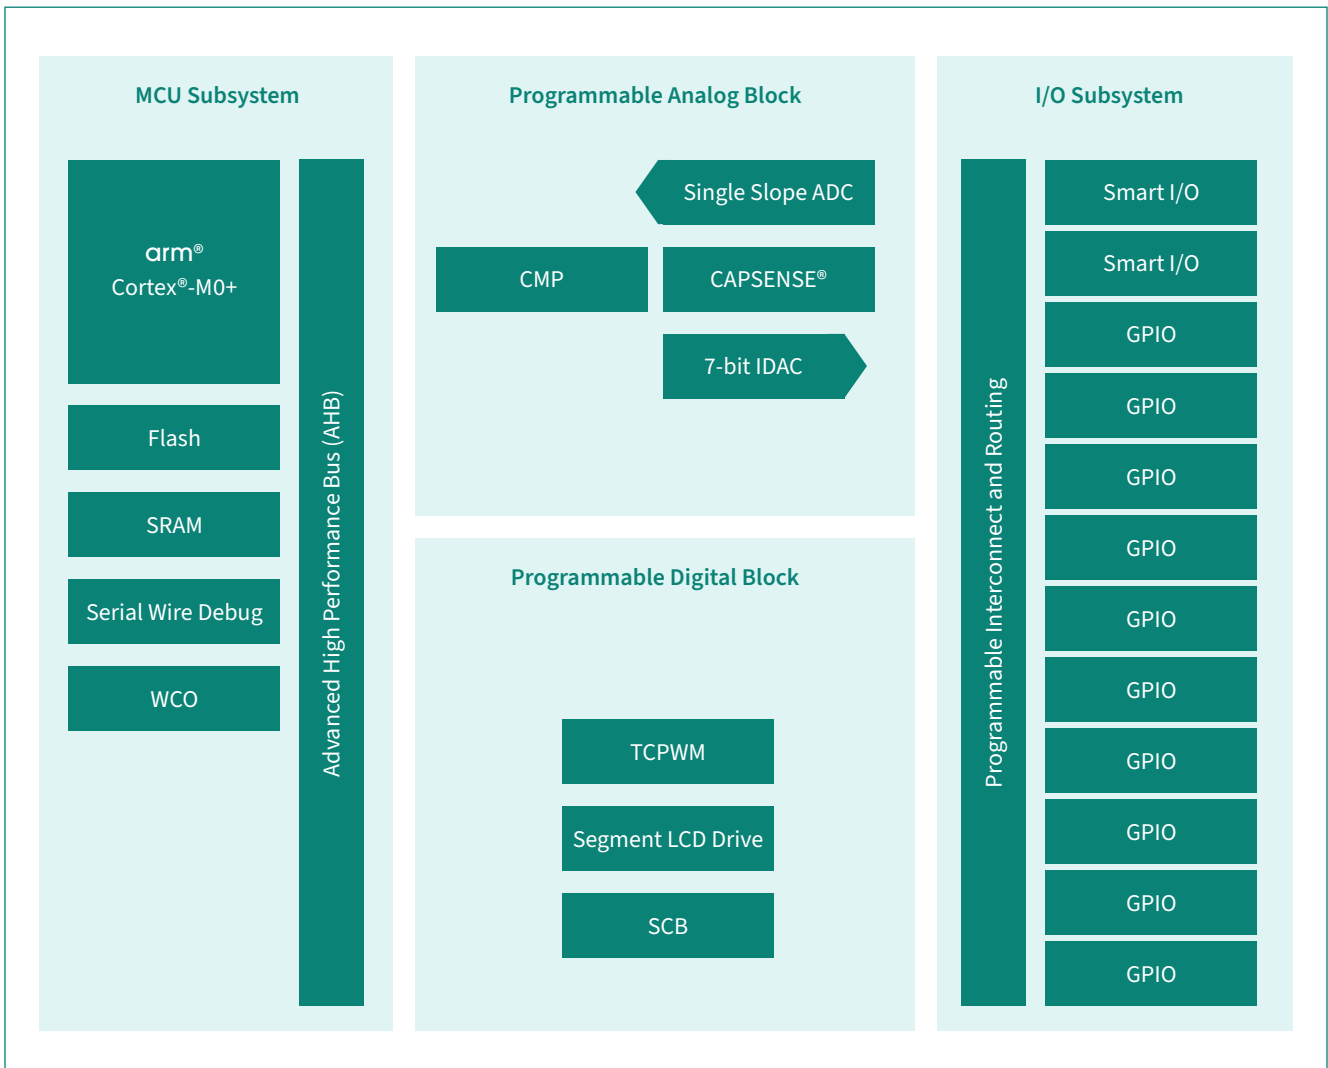 MCU Subsystem
arm®
Cortex®-M0+
Flash
SRAM
Serial Wire Debug
WCO
Advanced High Performance Bus (AHB)
Programmable Analog Block
Single Slope ADC
CMP
CAPSENSE®
7-bit IDAC
Programmable Digital Block
TCPWM
Segment LCD Drive
SCB
I/O Subsystem
Programmable Interconnect and Routing
Smart I/O
Smart I/O
GPIO
GPIO
GPIO
GPIO
GPIO
GPIO
GPIO
GPIO
GPIO
GPIO